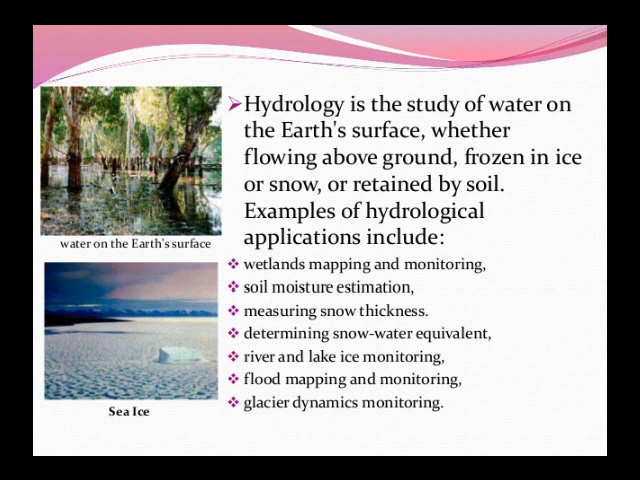 Hydrology is the study of water on
the Earth's surface, whether
flowing above ground, frozen in ice
or snow, or retained by soil.
Examples of hydrological
applications include:
wetlands mapping and monitoring,
soil moisture estimation,
measuring snow thickness.
determining snow-water equivalent,
river and lake ice monitoring,
flood mapping and monitoring,
glacier dynamics monitoring.
water on the Earth's surface
Sea Ice